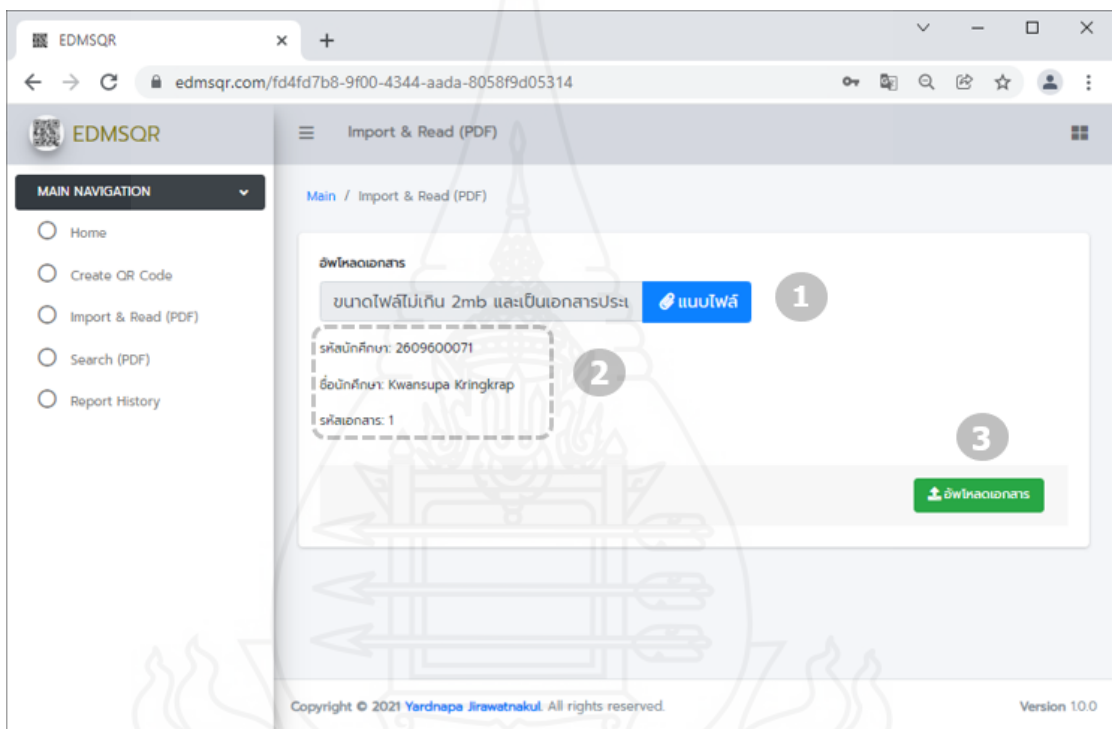 EDMSQR
edmsqr.com/fd4fd7b8-9f00-4344-aada-8058f9d05314
EDMSQR
Import & Read (PDF)
MAIN NAVIGATION
Main / Import & Read (PDF)
Home
Create QR Code
Import & Read (PDF)
Search (PDF)
Report History
อัพโหลดเอกสาร
ขนาดไฟล์ไม่เกิน 2mb และเป็นเอกสารประเ
แนบไฟล์
1
รหัสนักศึกษา: 2609600071
ชื่อนักศึกษา: Kwansupa Kringkrap
รหัสเอกสาร: 1
2
3
อัพโหลดเอกสาร
Copyright © 2021 Yardnapa Jirawatnakul. All rights reserved.
Version 1.0.0